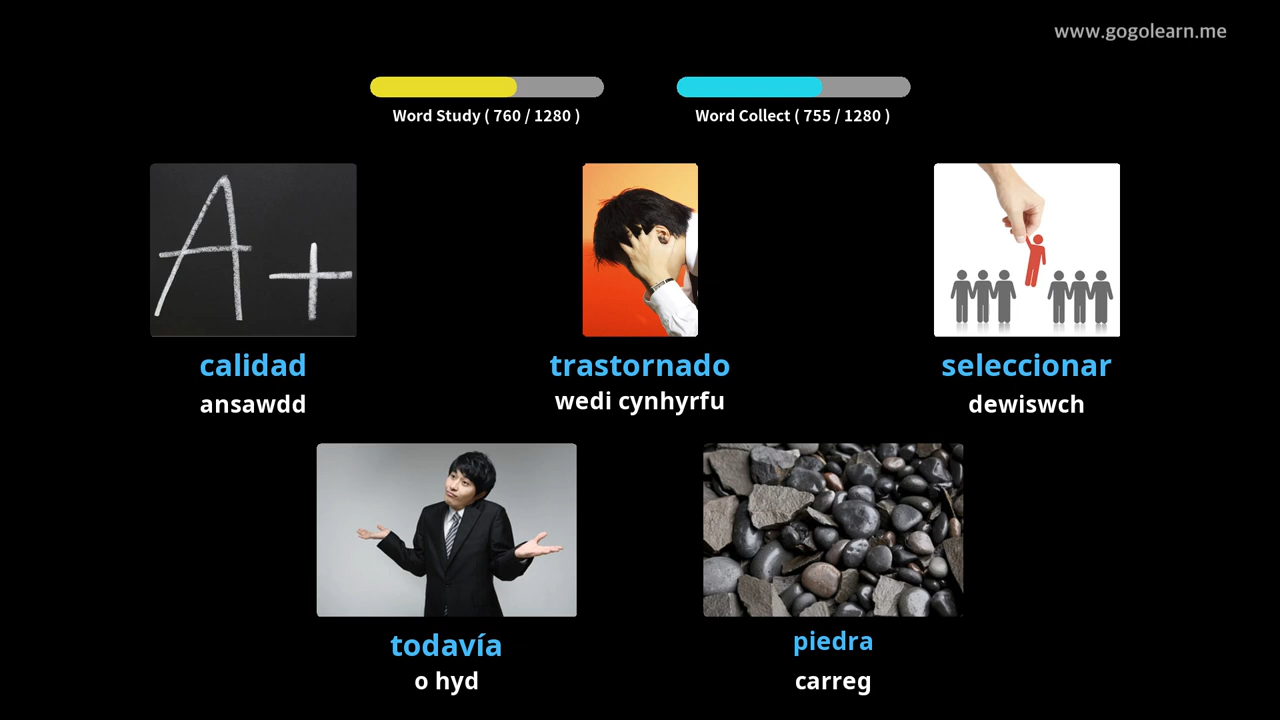 www.gogolearn.me
Word Study ( 760 / 1280 )
Word Collect ( 755 / 1280 )
A+
calidad
ansawdd
trastornado
wedi cynhyrfu
seleccionar
dewiswch
todavía
o hyd
piedra
carreg